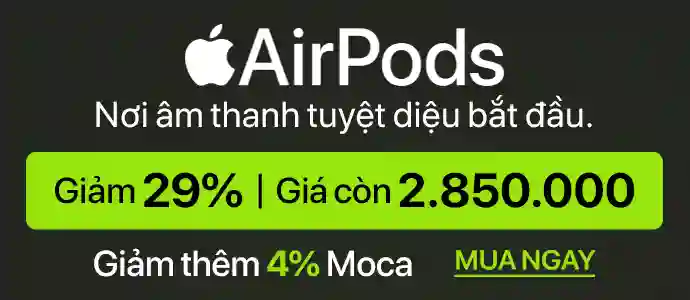 AirPods
Nơi âm thanh tuyệt diệu bắt đầu.
Giảm 29% | Giá còn 2.850.000
Giảm thêm 4% Moca MUA NGAY